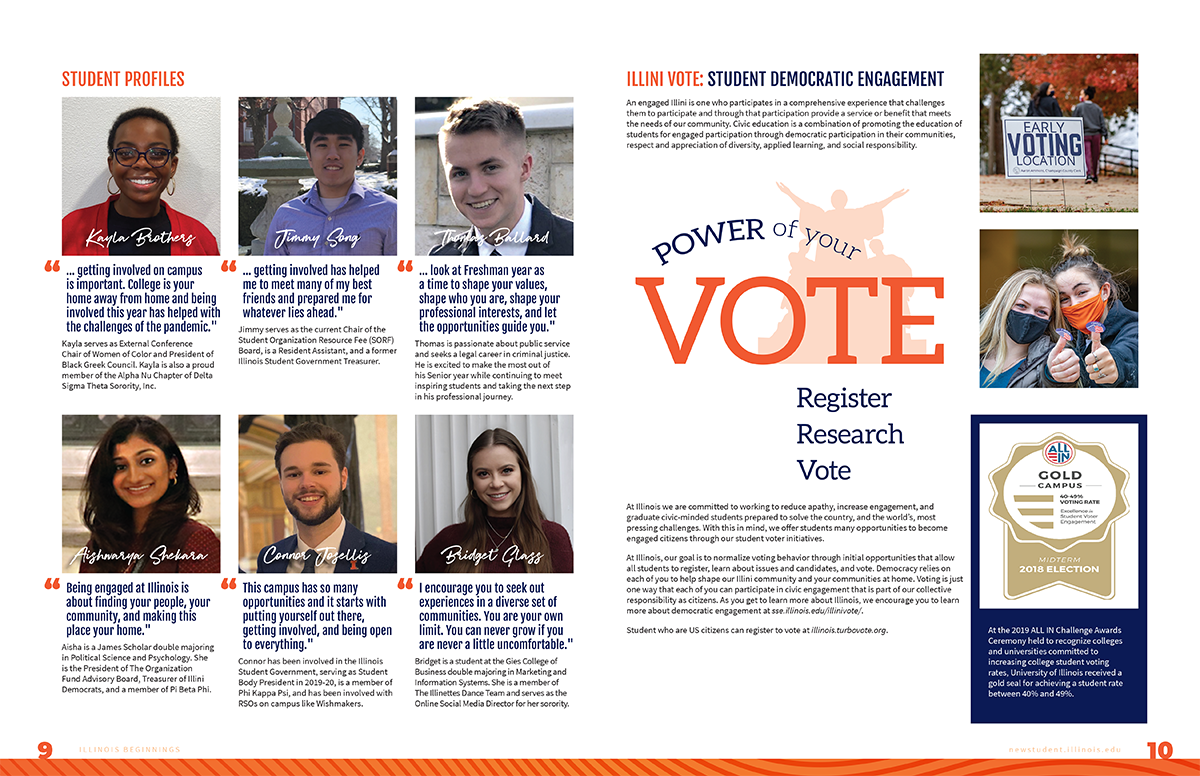 STUDENT PROFILES
Kayla Brothers
“ ... getting involved on campus
is important. College is your
home away from home and being
involved this year has helped with
the challenges of the pandemic."
Kayla serves as External Conference
Chair of Women of Color and President of
Black Greek Council. Kayla is also a proud
member of the Alpha Nu Chapter of Delta
Sigma Theta Sorority, Inc.
Jimmy Song
“ ... getting involved has helped
me to meet many of my best
friends and prepared me for
whatever lies ahead."
Jimmy serves as the current Chair of the
Student Organization Resource Fee (SORF)
Board, is a Resident Assistant, and a former
Illinois Student Government Treasurer.
Thomas Ballard
“ ... look at Freshman year as
a time to shape your values,
shape who you are, shape your
professional interests, and let
the opportunities guide you."
Thomas is passionate about public service
and seeks a legal career in criminal justice.
He is excited to make the most out of
his Senior year while continuing to meet
inspiring students and taking the next step
in his professional journey.
Aishwarya Shekara
“ Being engaged at Illinois is
about finding your people, your
community, and making this
place your home."
Aisha is a James Scholar double majoring
in Political Science and Psychology. She
is the President of The Organization
Fund Advisory Board, Treasurer of Illini
Democrats, and a member of Pi Beta Phi.
Connor Josellis
“ This campus has so many
opportunities and it starts with
putting yourself out there,
getting involved, and being open
to everything."
Connor has been involved in the Illinois
Student Government, serving as Student
Body President in 2019-20, is a member of
Phi Kappa Psi, and has been involved with
RSOs on campus like Wishmakers.
Bridget Glass
“ I encourage you to seek out
experiences in a diverse set of
communities. You are your own
limit. You can never grow if you
are never a little uncomfortable."
Bridget is a student at the Gies College of
Business double majoring in Marketing and
Information Systems. She is a member of
The Illinettes Dance Team and serves as the
Online Social Media Director for her sorority.
9 ILLINOIS BEGINNINGS
ILLINI VOTE: STUDENT DEMOCRATIC ENGAGEMENT
An engaged Illini is one who participates in a comprehensive experience that challenges
them to participate and through that participation provide a service or benefit that meets
the needs of our community. Civic education is a combination of promoting the education of
students for engaged participation through democratic participation in their communities,
respect and appreciation of diversity, applied learning, and social responsibility.
POWER of your
VOTE
Register
Research
Vote
At Illinois we are committed to working to reduce apathy, increase engagement, and
graduate civic-minded students prepared to solve the country, and the world's, most
pressing challenges. With this in mind, we offer students many opportunities to become
engaged citizens through our student voter initiatives.
At Illinois, our goal is to normalize voting behavior through initial opportunities that allow
all students to register, learn about issues and candidates, and vote. Democracy relies on
each of you to help shape our Illini community and your communities at home. Voting is just
one way that each of you can participate in civic engagement that is part of our collective
responsibility as citizens. As you get to learn more about Illinois, we encourage you to learn
more about democratic engagement at sse.illinois.edu/illinivote/.
Student who are US citizens can register to vote at illinois.turbovote.org.
EARLY
VOTING
LOCATION
ALL
IN
GOLD
CAMPUS
40-49%
VOTING RATE
Excellence in
Student Voter
Engagement
MIDTERM
2018 ELECTION
At the 2019 ALL IN Challenge Awards
Ceremony held to recognize colleges
and universities committed to
increasing college student voting
rates, University of Illinois received a
gold seal for achieving a student rate
between 40% and 49%.
newstudent.illinois.edu 10